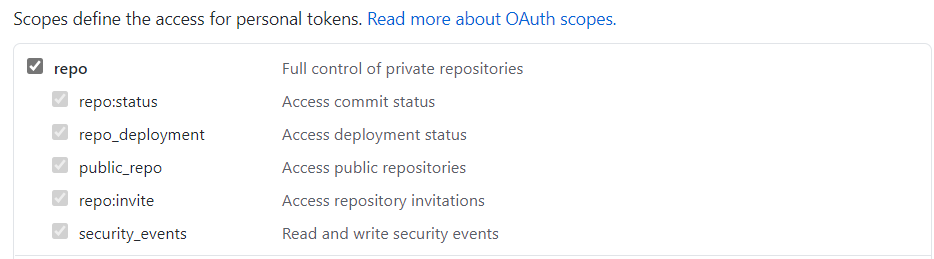 Scopes define the access for personal tokens. Read more about OAuth scopes.
repo Full control of private repositories
repo:status Access commit status
repo_deployment Access deployment status
public_repo Access public repositories
repo:invite Access repository invitations
security_events Read and write security events